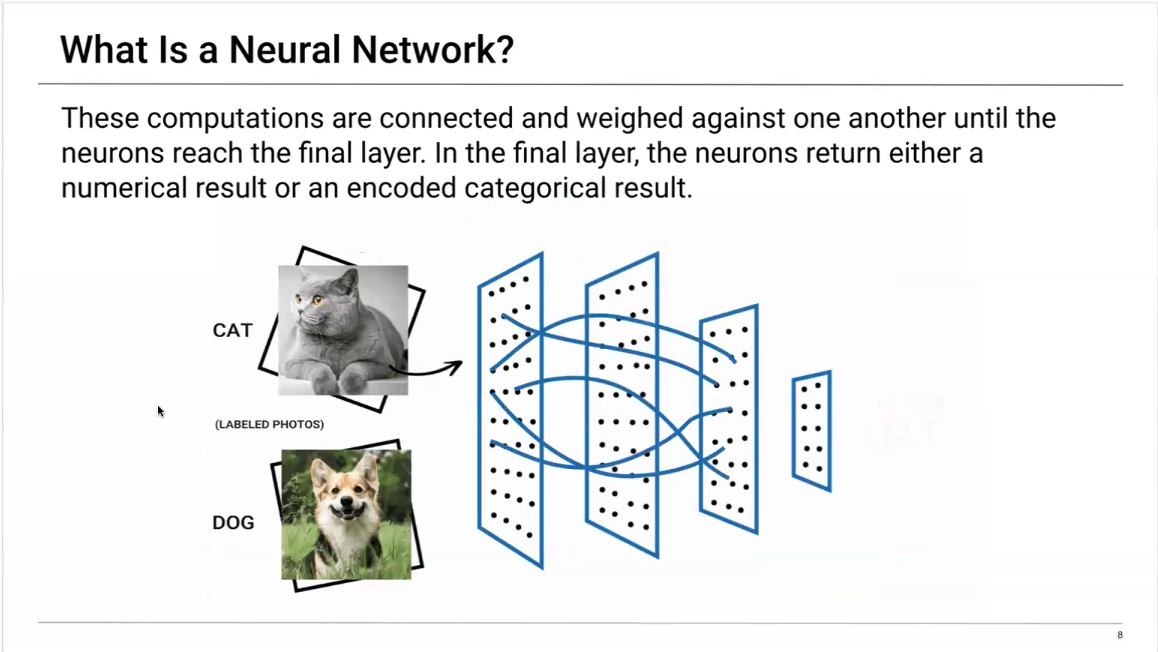 What Is a Neural Network?
These computations are connected and weighed against one another until the
neurons reach the final layer. In the final layer, the neurons return either a
numerical result or an encoded categorical result.
CAT
(LABELED PHOTOS)
DOG
8